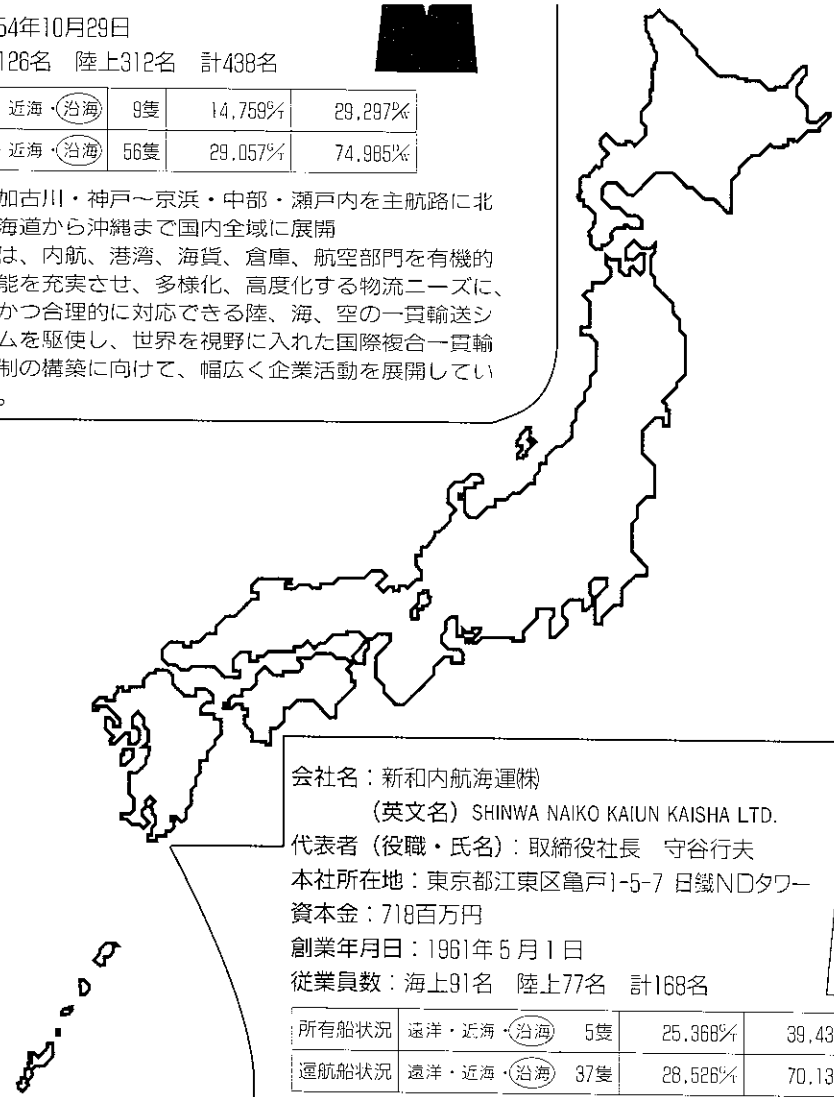 54年10月29日
126名 陸上312名 計438名
近海・沿海 9隻 14,759G/T 29,297D/W
・近海・沿海 56隻 29,057G/T 74,985D/W
加古川・神戸〜京浜・中部・瀬戸内を主航路に北
海道から沖縄まで国内全域に展開
は、内航、港湾、海貨、倉庫、航空部門を有機的
能を充実させ、多様化、高度化する物流ニーズに、
かつ合理的に対応できる陸、海、空の一貫輸送シ
ムを駆使し、世界を視野に入れた国際複合一貫輸
制の構築に向けて、幅広く企業活動を展開してい
。
会社名：新和内航海運㈱
(英文名) SHINWA NAIKO KAIUN KAISHA LTD.
代表者（役職・氏名）：取締役社長 守谷行夫
本社所在地：東京都江東区亀戸1-5-7 日鐵NDタワー
資本金：718百万円
創業年月日：1961年5月1日
従業員数：海上91名 陸上77名 計168名
所有船状況 遠洋・近海・沿海 5隻 25,368G/T 39,43
運航船状況 遠洋・近海・沿海 37隻 28,526G/T 70,13